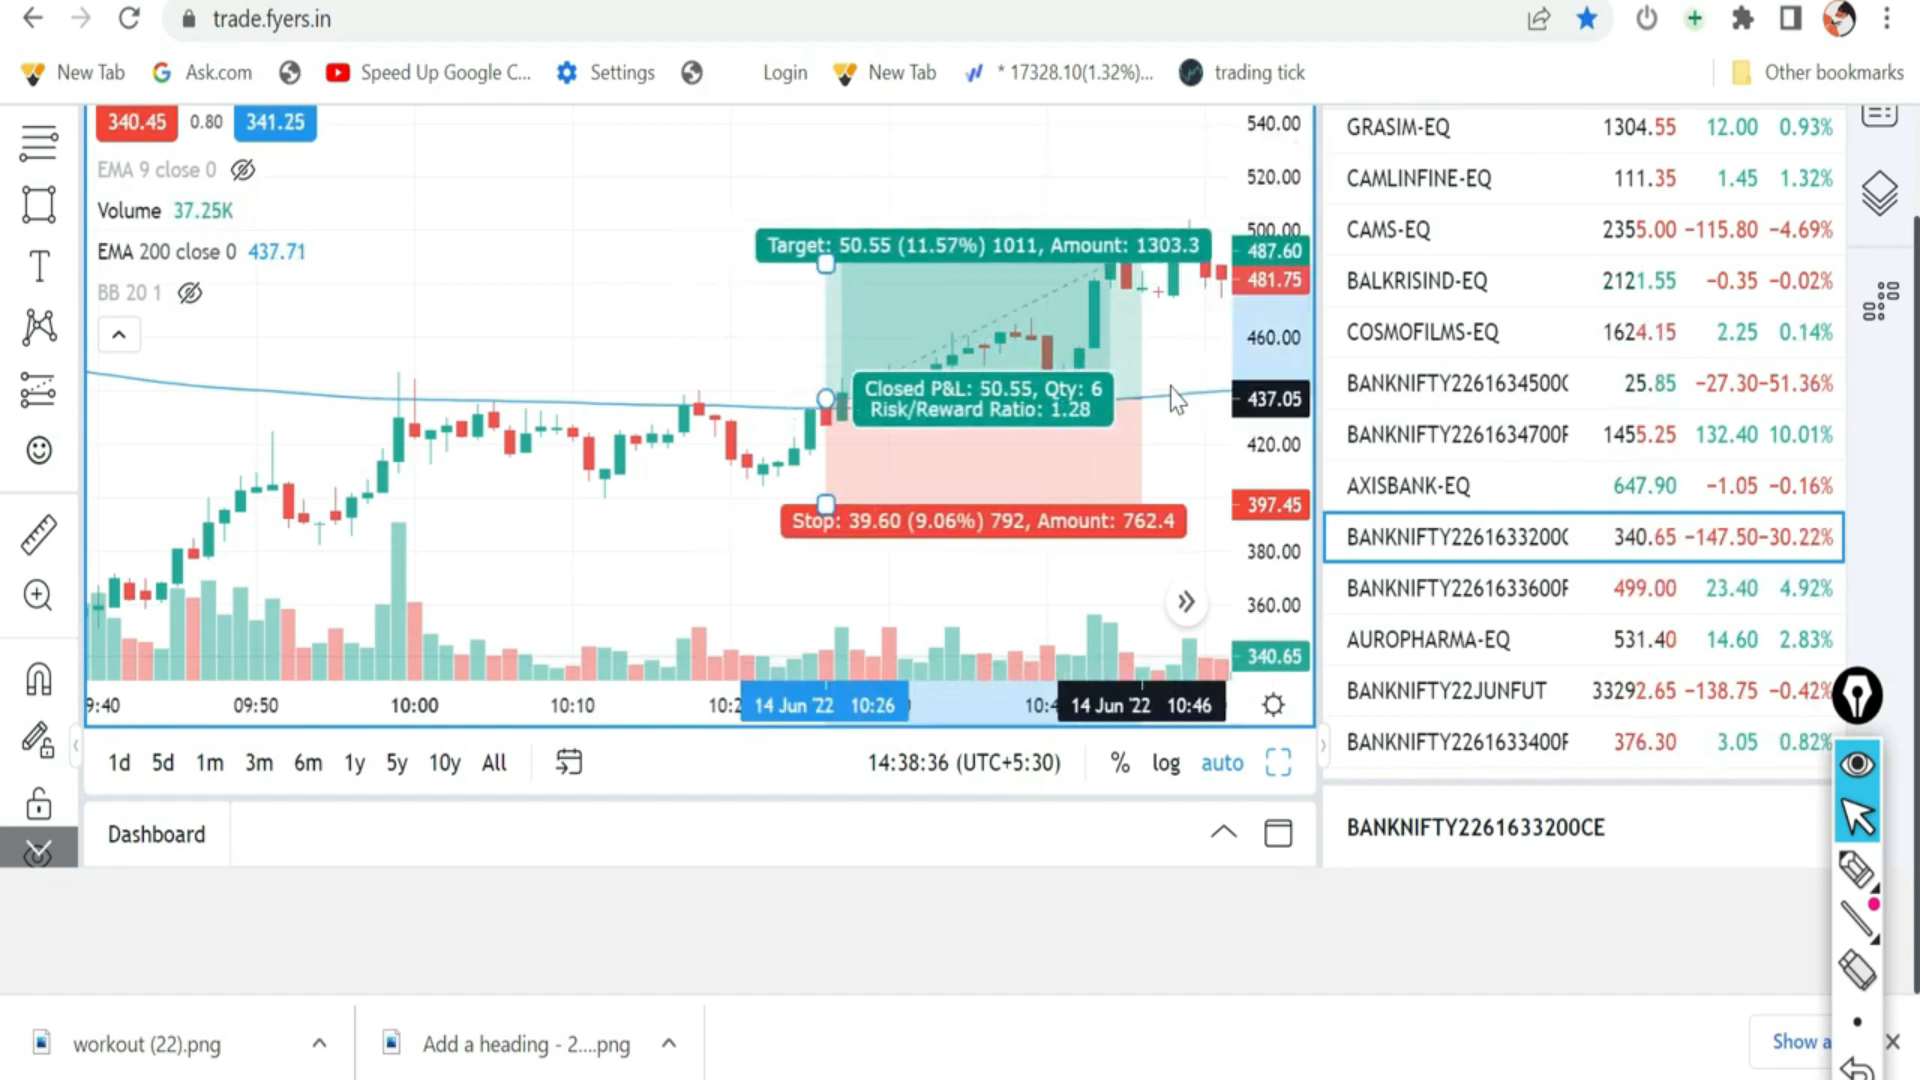 trade.fyers.in
New Tab
Ask.com
Speed Up Google C...
Settings
Login
New Tab
* 17328.10(1.32%)...
trading tick
Other bookmarks
340.45 0.80 341.25
EMA 9 close 0
Volume 37.25K
EMA 200 close 0 437.71
BB 20 1
Target: 50.55 (11.57%) 1011, Amount: 1303.3
Closed P&L: 50.55, Qty: 6
Risk/Reward Ratio: 1.28
Stop: 39.60 (9.06%) 792, Amount: 762.4
540.00
520.00
500.00
487.60
481.75
460.00
437.05
420.00
397.45
380.00
360.00
340.65
9:40 09:50 10:00 10:10 14 Jun '22 10:26 14 Jun '22 10:46
1d 5d 1m 3m 6m 1y 5y 10y All
14:38:36 (UTC+5:30) % log auto
Dashboard
GRASIM-EQ 1304.55 12.00 0.93%
CAMLINFINE-EQ 111.35 1.45 1.32%
CAMS-EQ 2355.00 −115.80 −4.69%
BALKRISIND-EQ 2121.55 −0.35 −0.02%
COSMOFILMS-EQ 1624.15 2.25 0.14%
BANKNIFTY2261634500 25.85 −27.30 −51.36%
BANKNIFTY2261634700 1455.25 132.40 10.01%
AXISBANK-EQ 647.90 −1.05 −0.16%
BANKNIFTY2261633200 340.65 −147.50 −30.22%
BANKNIFTY2261633600 499.00 23.40 4.92%
AUROPHARMA-EQ 531.40 14.60 2.83%
BANKNIFTY22JUNFUT 33292.65 −138.75 −0.42%
BANKNIFTY2261633400 376.30 3.05 0.82%
BANKNIFTY2261633200CE
workout (22).png
Add a heading - 2....png
Show a